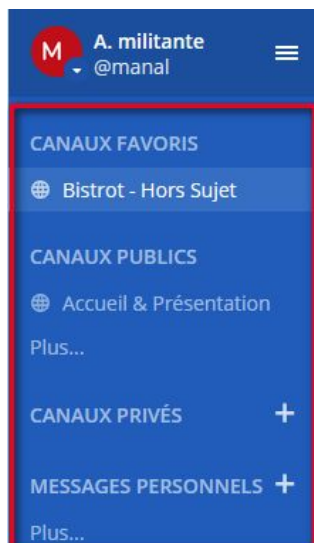 M
A. militante
@manal
CANAUX FAVORIS
Bistrot - Hors Sujet
CANAUX PUBLICS
Accueil & Présentation
Plus...
CANAUX PRIVÉS +
MESSAGES PERSONNELS +
Plus...